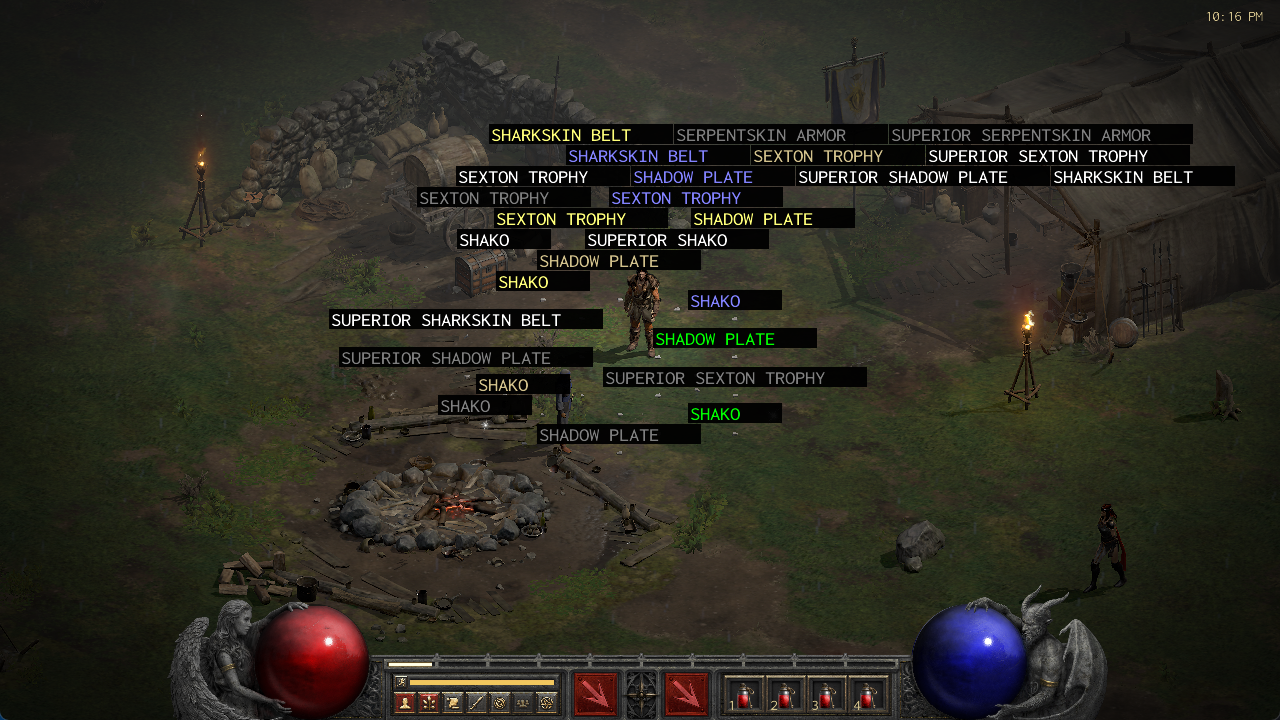 10:16 PM
SHARKSKIN BELT SERPENTSKIN ARMOR SUPERIOR SERPENTSKIN ARMOR
SHARKSKIN BELT SEXTON TROPHY SUPERIOR SEXTON TROPHY
SEXTON TROPHY SHADOW PLATE SUPERIOR SHADOW PLATE SHARKSKIN BELT
SEXTON TROPHY SEXTON TROPHY
SEXTON TROPHY SHADOW PLATE
SHAKO SUPERIOR SHAKO
SHADOW PLATE
SHAKO
SHAKO
SUPERIOR SHARKSKIN BELT
SHADOW PLATE
SUPERIOR SHADOW PLATE
SUPERIOR SEXTON TROPHY
SHAKO
SHAKO
SHAKO
SHADOW PLATE
1 2 3 4